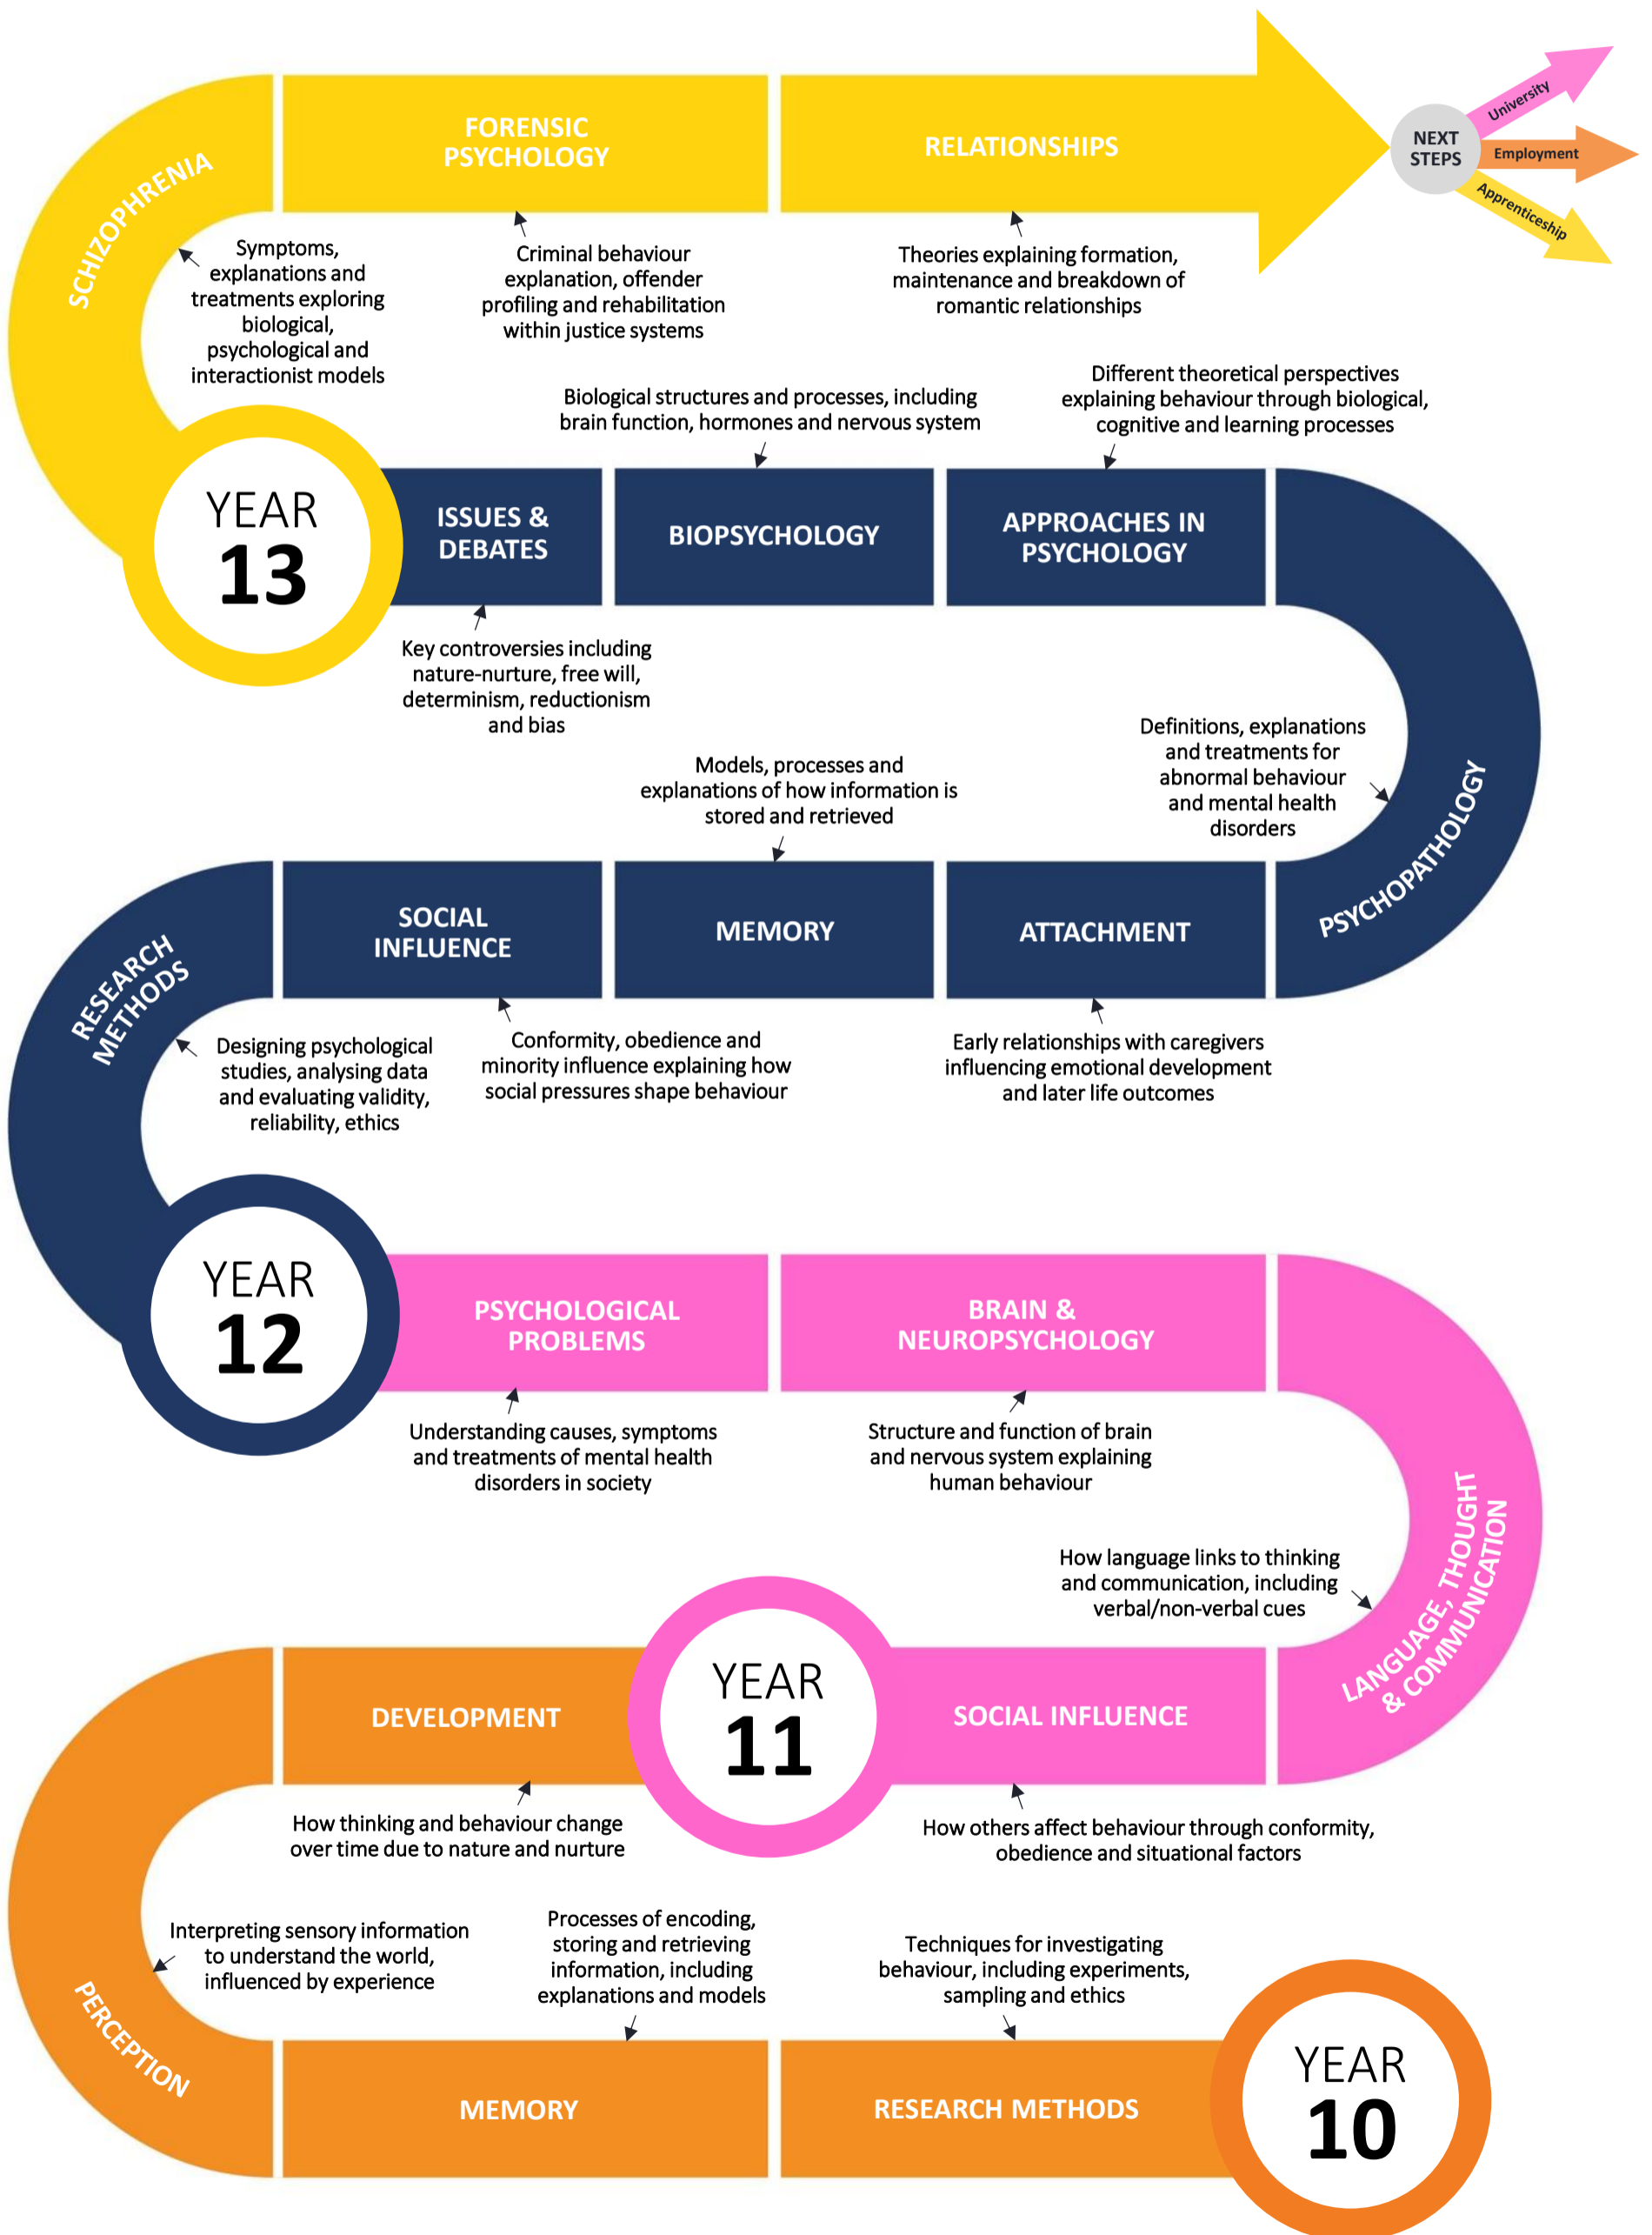 FORENSIC
PSYCHOLOGY
RELATIONSHIPS
NEXT
STEPS
University
Employment
Apprenticeship
SCHIZOPHRENIA
Symptoms,
explanations and
treatments exploring
biological,
psychological and
interactionist models
Criminal behaviour
explanation, offender
profiling and rehabilitation
within justice systems
Theories explaining formation,
maintenance and breakdown of
romantic relationships
Biological structures and processes, including
brain function, hormones and nervous system
Different theoretical perspectives
explaining behaviour through biological,
cognitive and learning processes
YEAR
13
ISSUES &
DEBATES
BIOPSYCHOLOGY
APPROACHES IN
PSYCHOLOGY
Key controversies including
nature-nurture, free will,
determinism, reductionism
and bias
Models, processes and
explanations of how information is
stored and retrieved
Definitions, explanations
and treatments for
abnormal behaviour
and mental health
disorders
PSYCHOPATHOLOGY
RESEARCH
METHODS
SOCIAL
INFLUENCE
MEMORY
ATTACHMENT
Designing psychological
studies, analysing data
and evaluating validity,
reliability, ethics
Conformity, obedience and
minority influence explaining how
social pressures shape behaviour
Early relationships with caregivers
influencing emotional development
and later life outcomes
YEAR
12
PSYCHOLOGICAL
PROBLEMS
BRAIN &
NEUROPSYCHOLOGY
Understanding causes, symptoms
and treatments of mental health
disorders in society
Structure and function of brain
and nervous system explaining
human behaviour
How language links to thinking
and communication, including
verbal/non-verbal cues
LANGUAGE, THOUGHT
& COMMUNICATION
DEVELOPMENT
YEAR
11
SOCIAL INFLUENCE
How thinking and behaviour change
over time due to nature and nurture
How others affect behaviour through conformity,
obedience and situational factors
Interpreting sensory information
to understand the world,
influenced by experience
Processes of encoding,
storing and retrieving
information, including
explanations and models
Techniques for investigating
behaviour, including experiments,
sampling and ethics
PERCEPTION
MEMORY
RESEARCH METHODS
YEAR
10